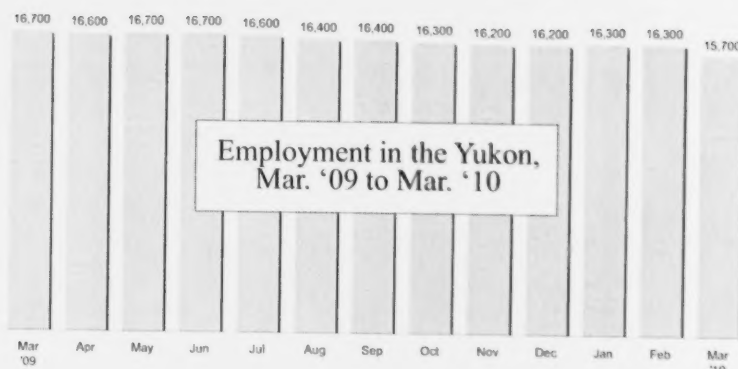 16,700 16,600 16,700 16,700 16,600 16,400 16,400 16,300 16,200 16,200 16,300 16,300 15,700
Employment in the Yukon,
Mar. ‘09 to Mar. ‘10
Mar Apr May Jun Jul Aug Sep Oct Nov Dec Jan Feb Mar
'09 '10